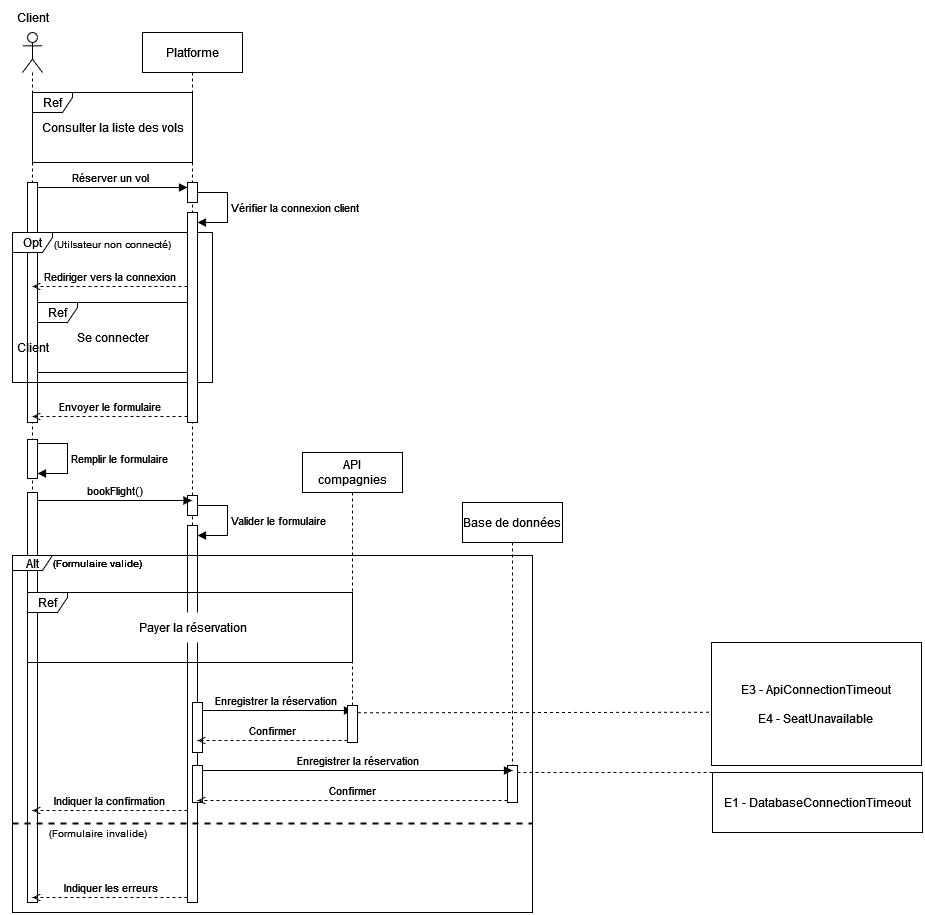 Client
Platforme
Ref
Consulter la liste des vols
Réserver un vol
Vérifier la connexion client
Opt
(Utilsateur non connecté)
Rediriger vers la connexion
Ref
Se connecter
Client
Envoyer le formulaire
Remplir le formulaire
API
compagnies
bookFlight()
Base de données
Valider le formulaire
Alt
(Formulaire valide)
Ref
Payer la réservation
E3 - ApiConnectionTimeout
E4 - SeatUnavailable
Enregistrer la réservation
Confirmer
Enregistrer la réservation
Confirmer
Indiquer la confirmation
E1 - DatabaseConnectionTimeout
(Formulaire invalide)
Indiquer les erreurs